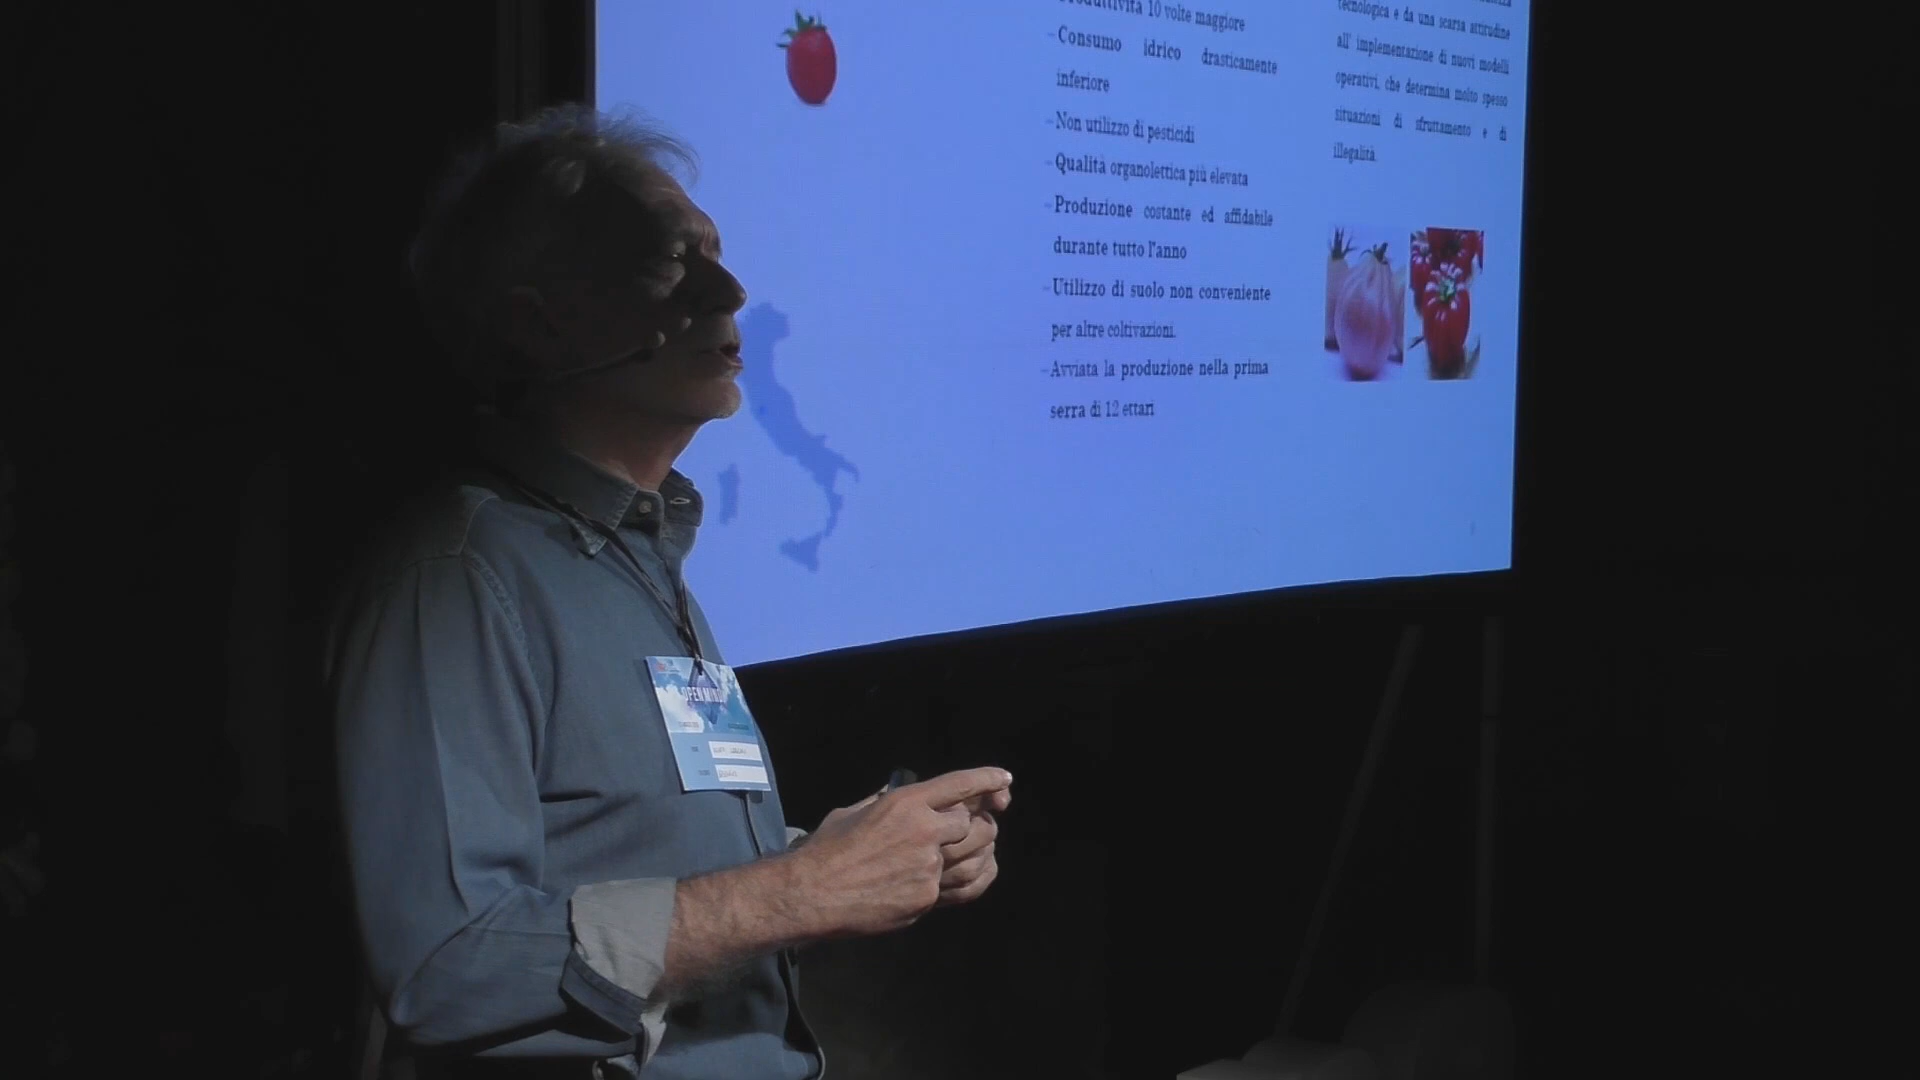 Produttività 10 volte maggiore
-Consumo idrico drasticamente
inferiore
-Non utilizzo di pesticidi
-Qualità organolettica più elevata
-Produzione costante ed affidabile
durante tutto l'anno
-Utilizzo di suolo non conveniente
per altre coltivazioni.
-Avviata la produzione nella prima
serra di 12 ettari
tecnologica e da una scarsa attitudine
all' implementazione di nuovi modelli
operativi, che determina molto spesso
situazioni di sfruttamento e di
illegalità.
OPEN MIND